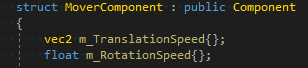 struct MoverComponent : public Component
{
vec2 m_TranslationSpeed{};
float m_RotationSpeed{};